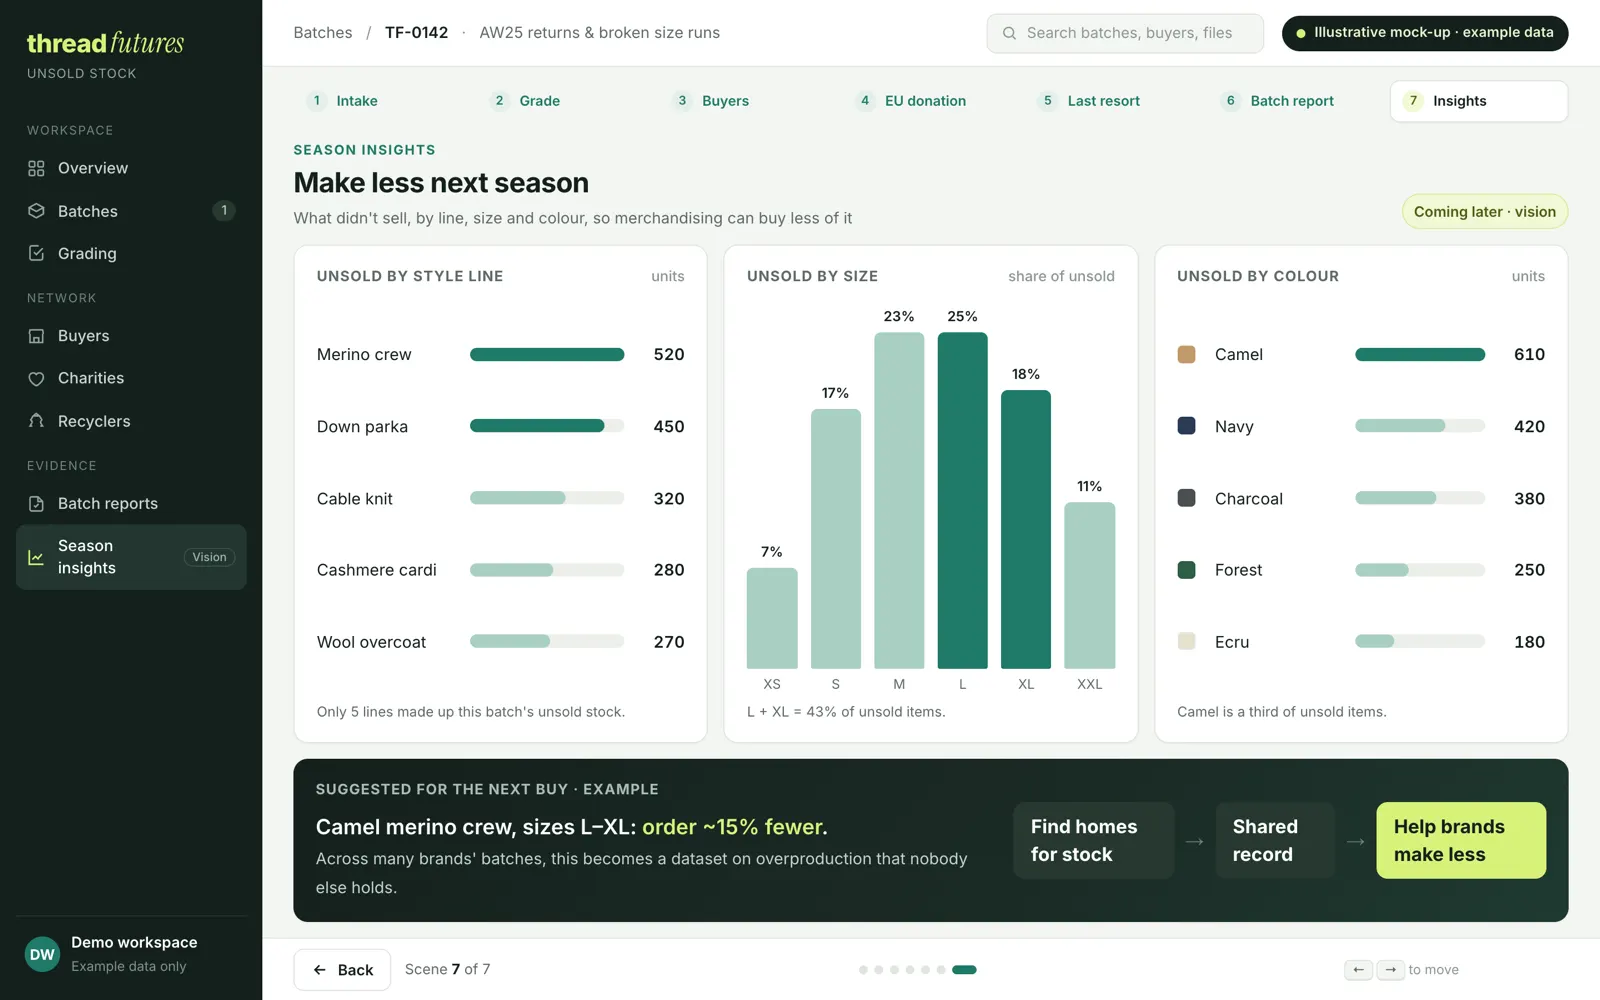 thread futures
UNSOLD STOCK
WORKSPACE
Overview
Batches 1
Grading
NETWORK
Buyers
Charities
Recyclers
EVIDENCE
Batch reports
Season
insights
Vision
DW
Demo workspace
Example data only
Batches / TF-0142 · AW25 returns & broken size runs
Search batches, buyers, files
Illustrative mock-up · example data
1 Intake
2 Grade
3 Buyers
4 EU donation
5 Last resort
6 Batch report
7 Insights
SEASON INSIGHTS
Make less next season
What didn't sell, by line, size and colour, so merchandising can buy less of it
Coming later · vision
UNSOLD BY STYLE LINE units
Merino crew 520
Down parka 450
Cable knit 320
Cashmere cardi 280
Wool overcoat 270
Only 5 lines made up this batch's unsold stock.
UNSOLD BY SIZE share of unsold
7% 17% 23% 25% 18% 11%
XS S M L XL XXL
L + XL = 43% of unsold items.
UNSOLD BY COLOUR units
Camel 610
Navy 420
Charcoal 380
Forest 250
Ecru 180
Camel is a third of unsold items.
SUGGESTED FOR THE NEXT BUY · EXAMPLE
Camel merino crew, sizes L–XL: order ~15% fewer.
Across many brands' batches, this becomes a dataset on overproduction that nobody
else holds.
Find homes
for stock
→
Shared
record
→
Help brands
make less
← Back
Scene 7 of 7
← → to move